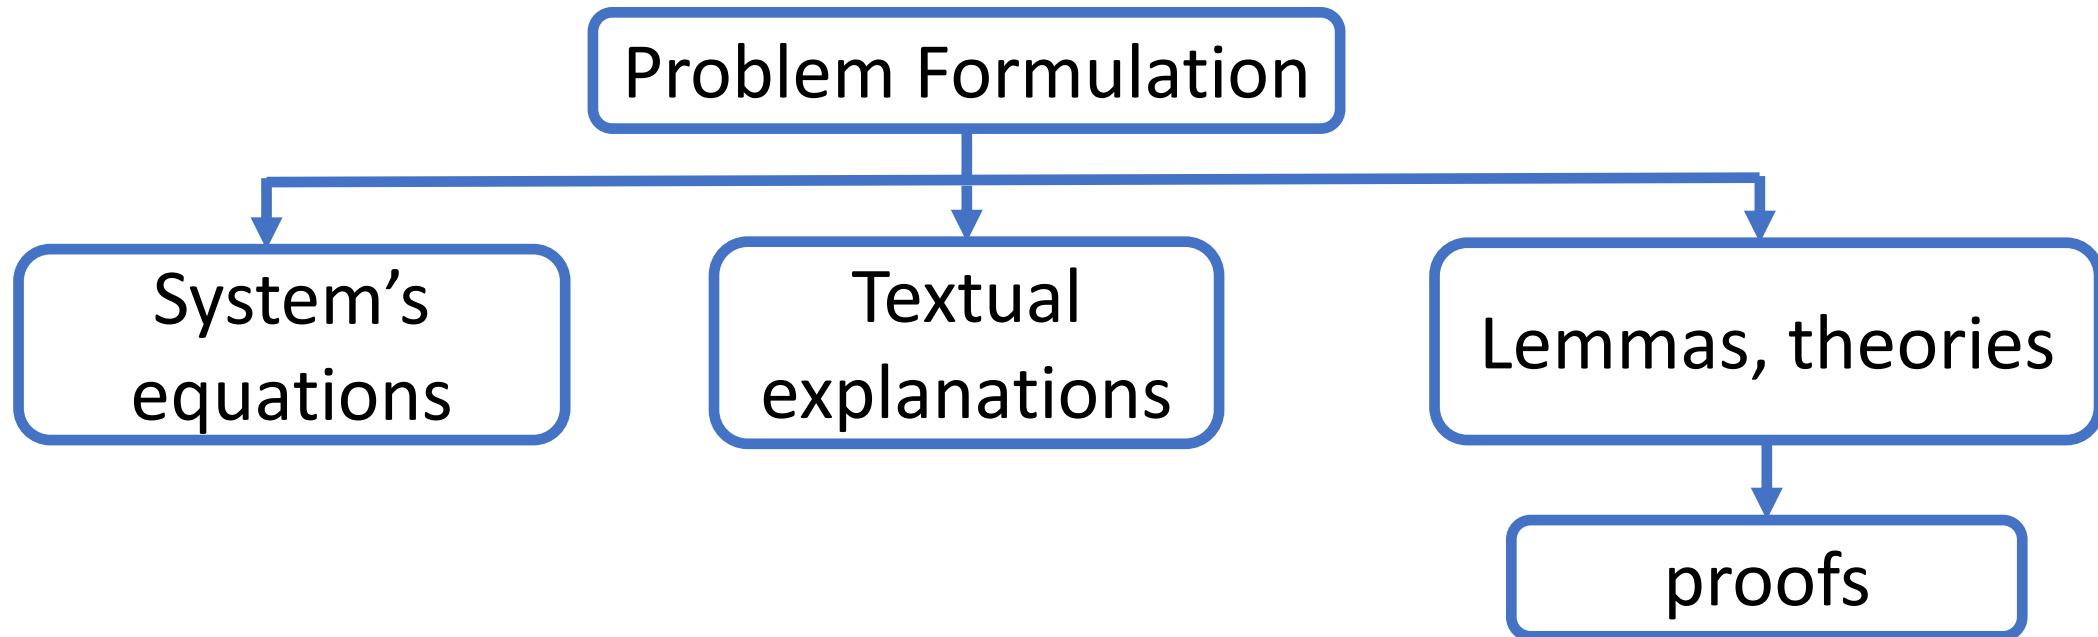 Problem Formulation
System’s
equations
Textual
explanations
Lemmas, theories
proofs